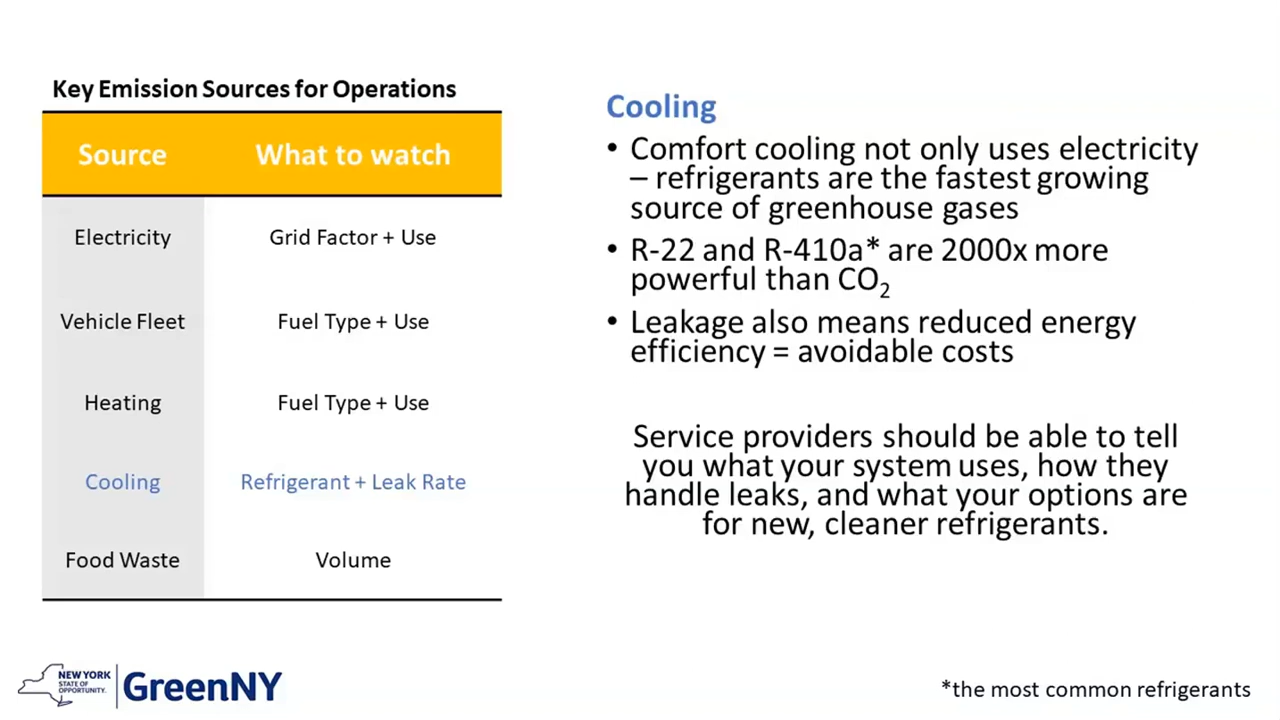 Key Emission Sources for Operations
Source What to watch
Electricity Grid Factor + Use
Vehicle Fleet Fuel Type + Use
Heating Fuel Type + Use
Cooling Refrigerant + Leak Rate
Food Waste Volume
Cooling
• Comfort cooling not only uses electricity
– refrigerants are the fastest growing
source of greenhouse gases
• R-22 and R-410a* are 2000x more
powerful than CO₂
• Leakage also means reduced energy
efficiency = avoidable costs
Service providers should be able to tell
you what your system uses, how they
handle leaks, and what your options are
for new, cleaner refrigerants.
NEW YORK
STATE OF
OPPORTUNITY.
GreenNY
*the most common refrigerants